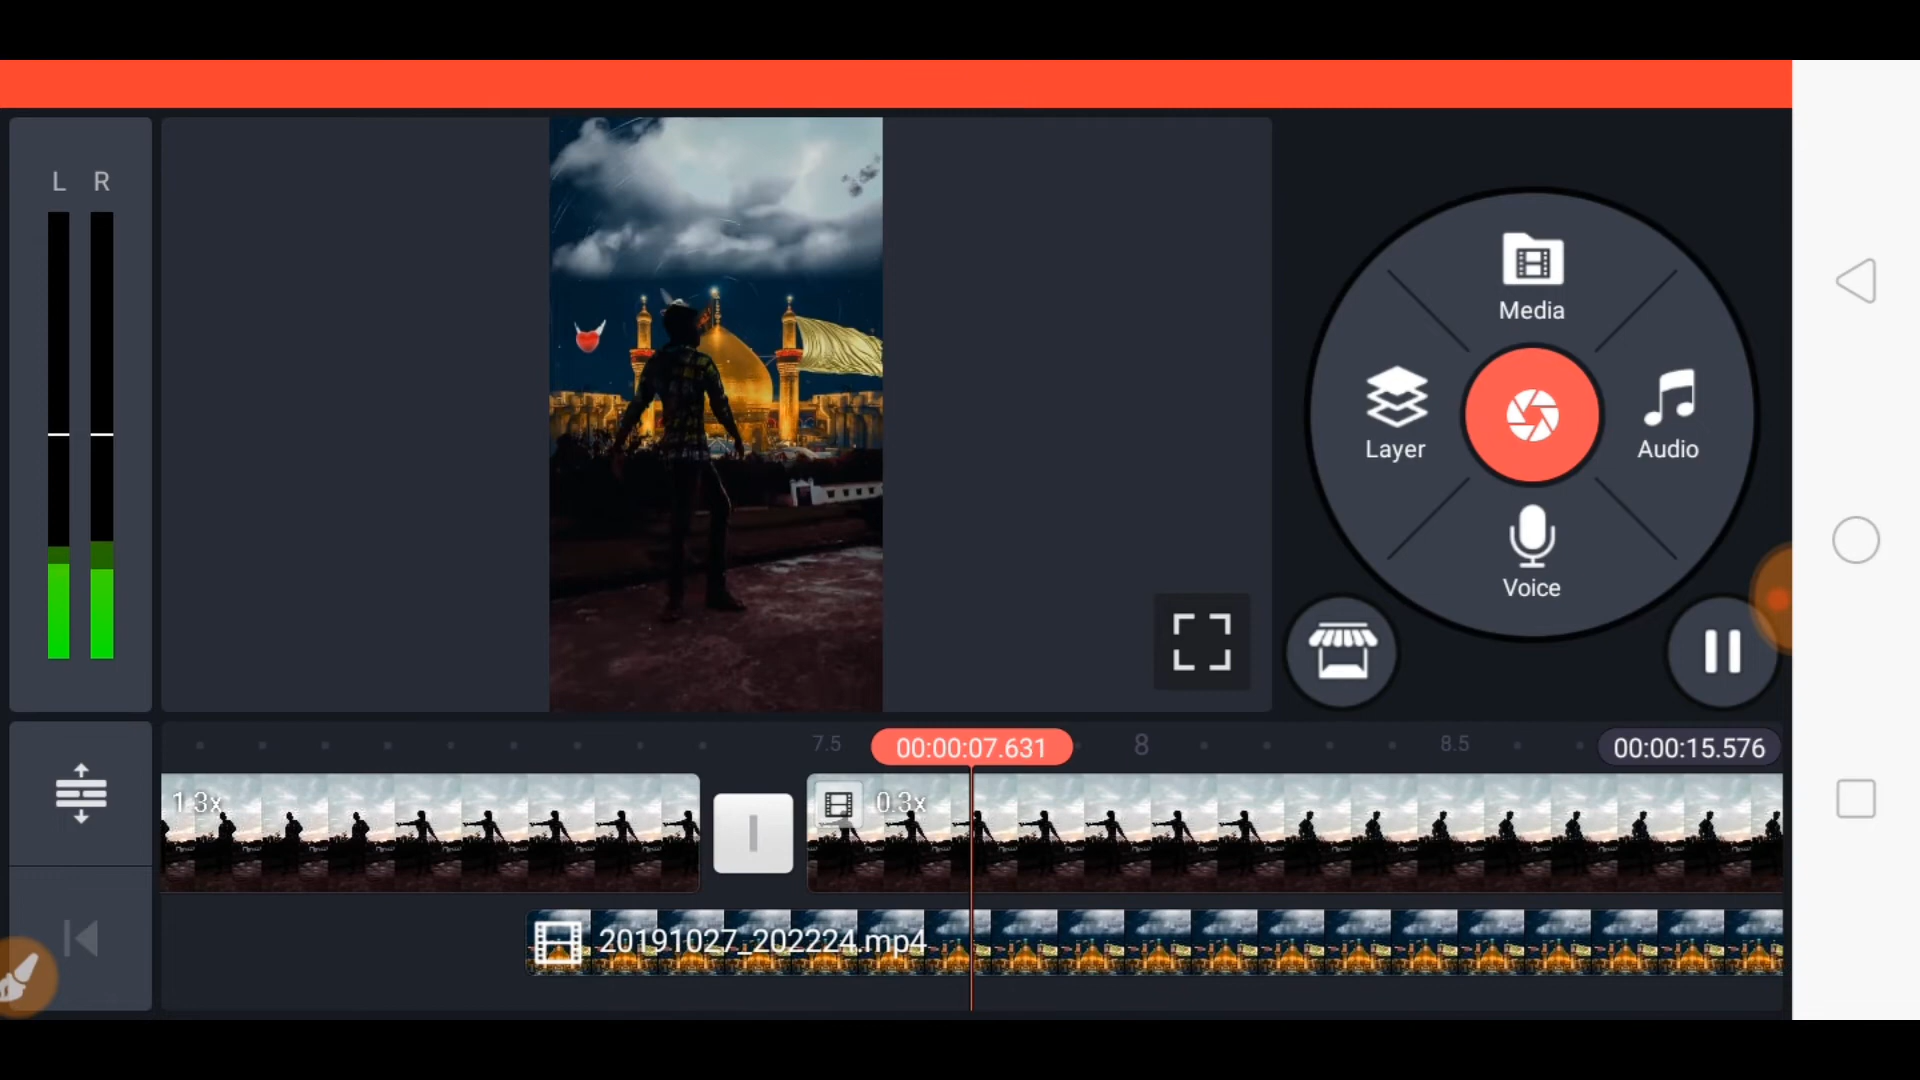 L R
Media
Layer
Audio
Voice
7.5
00:00:07.631
8
8.5
00:00:15.576
1.3x
0.3x
20191027_202224.mp4